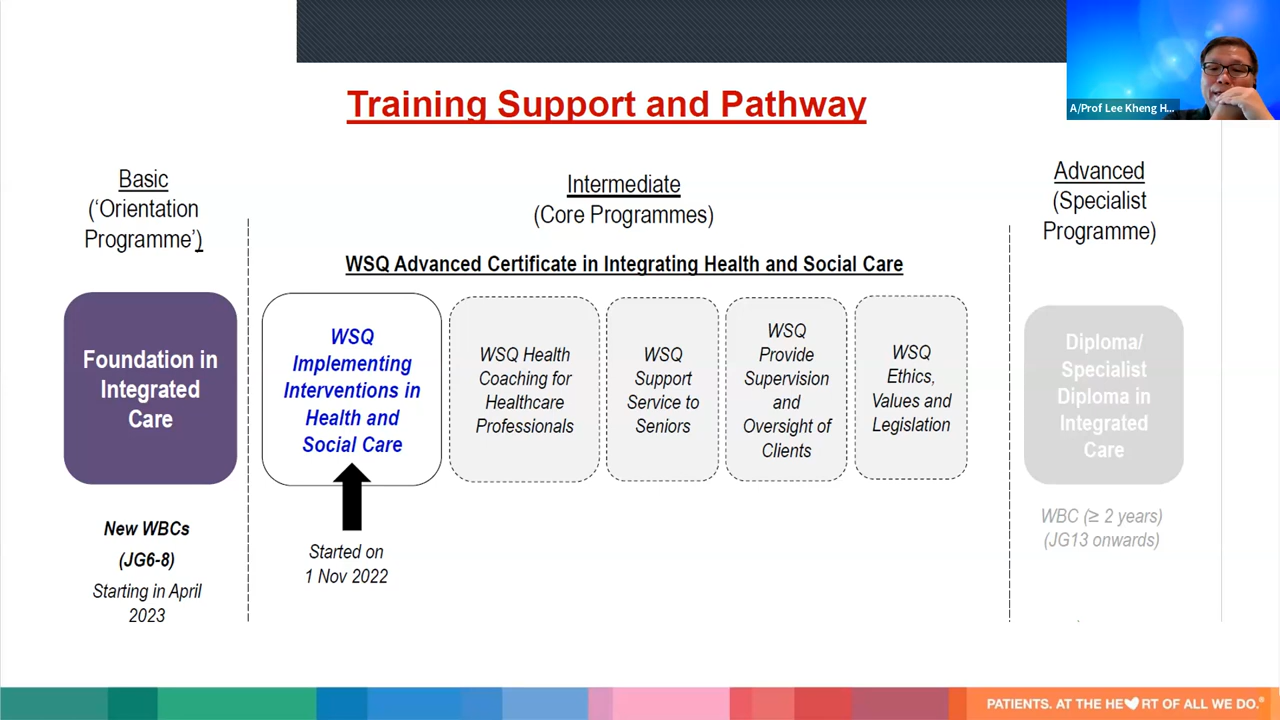 A/Prof Lee Kheng H...
Training Support and Pathway
Basic
(‘Orientation
Programme’)
Intermediate
(Core Programmes)
Advanced
(Specialist
Programme)
WSQ Advanced Certificate in Integrating Health and Social Care
Foundation in
Integrated
Care
WSQ
Implementing
Interventions in
Health and
Social Care
WSQ Health
Coaching for
Healthcare
Professionals
WSQ
Support
Service to
Seniors
WSQ
Provide
Supervision
and
Oversight of
Clients
WSQ
Ethics,
Values and
Legislation
Diploma/
Specialist
Diploma in
Integrated
Care
New WBCs
(JG6-8)
Starting in April
2023
Started on
1 Nov 2022
WBC (≥ 2 years)
(JG13 onwards)
PATIENTS. AT THE HE♥RT OF ALL WE DO.®